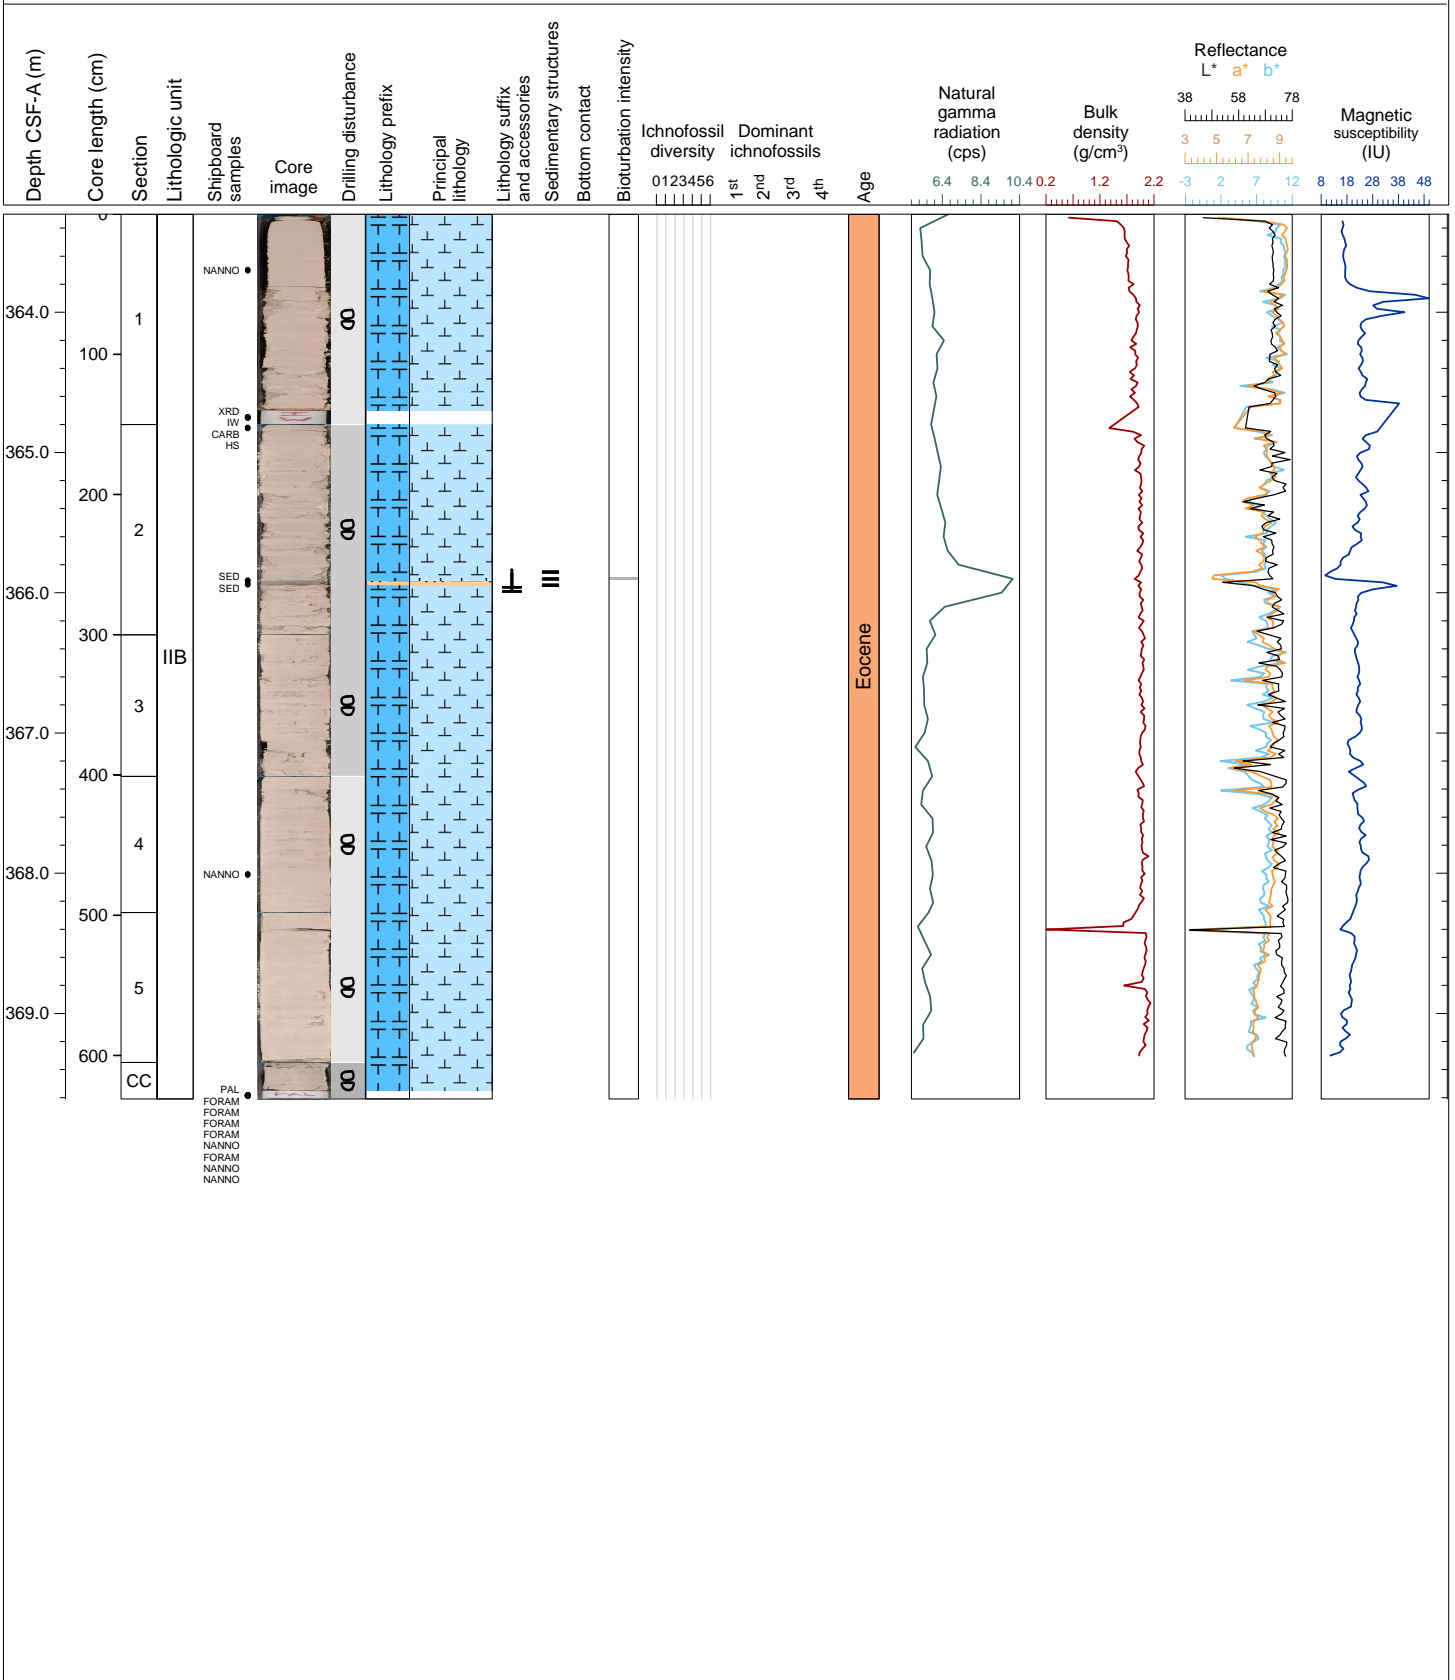 Depth CSF-A (m)
Core length (cm)
Section
Lithologic unit
Shipboard
samples
Core
image
Drilling disturbance
Lithology prefix
Principal
lithology
Lithology suffix
and accessories
Sedimentary structures
Bottom contact
Bioturbation intensity
Ichnofossil
diversity
0123456
Dominant
ichnofossils
1st
2nd
3rd
4th
Age
Natural
gamma
radiation
(cps)
6.4 8.4 10.4
Bulk
density
(g/cm³)
0.2 1.2 2.2
Reflectance
L* a* b*
38 58 78
3 5 7 9
-3 2 7 12
Magnetic
susceptibility
(IU)
8 18 28 38 48
0
NANNO
364.0
1
100
XRD
IW
CARB
HS
365.0
200
2
SED
SED
366.0
300
IIB
Eocene
3
367.0
400
4
368.0
NANNO
500
5
369.0
600
CC
PAL
PAL
FORAM
FORAM
FORAM
FORAM
NANNO
FORAM
NANNO
NANNO